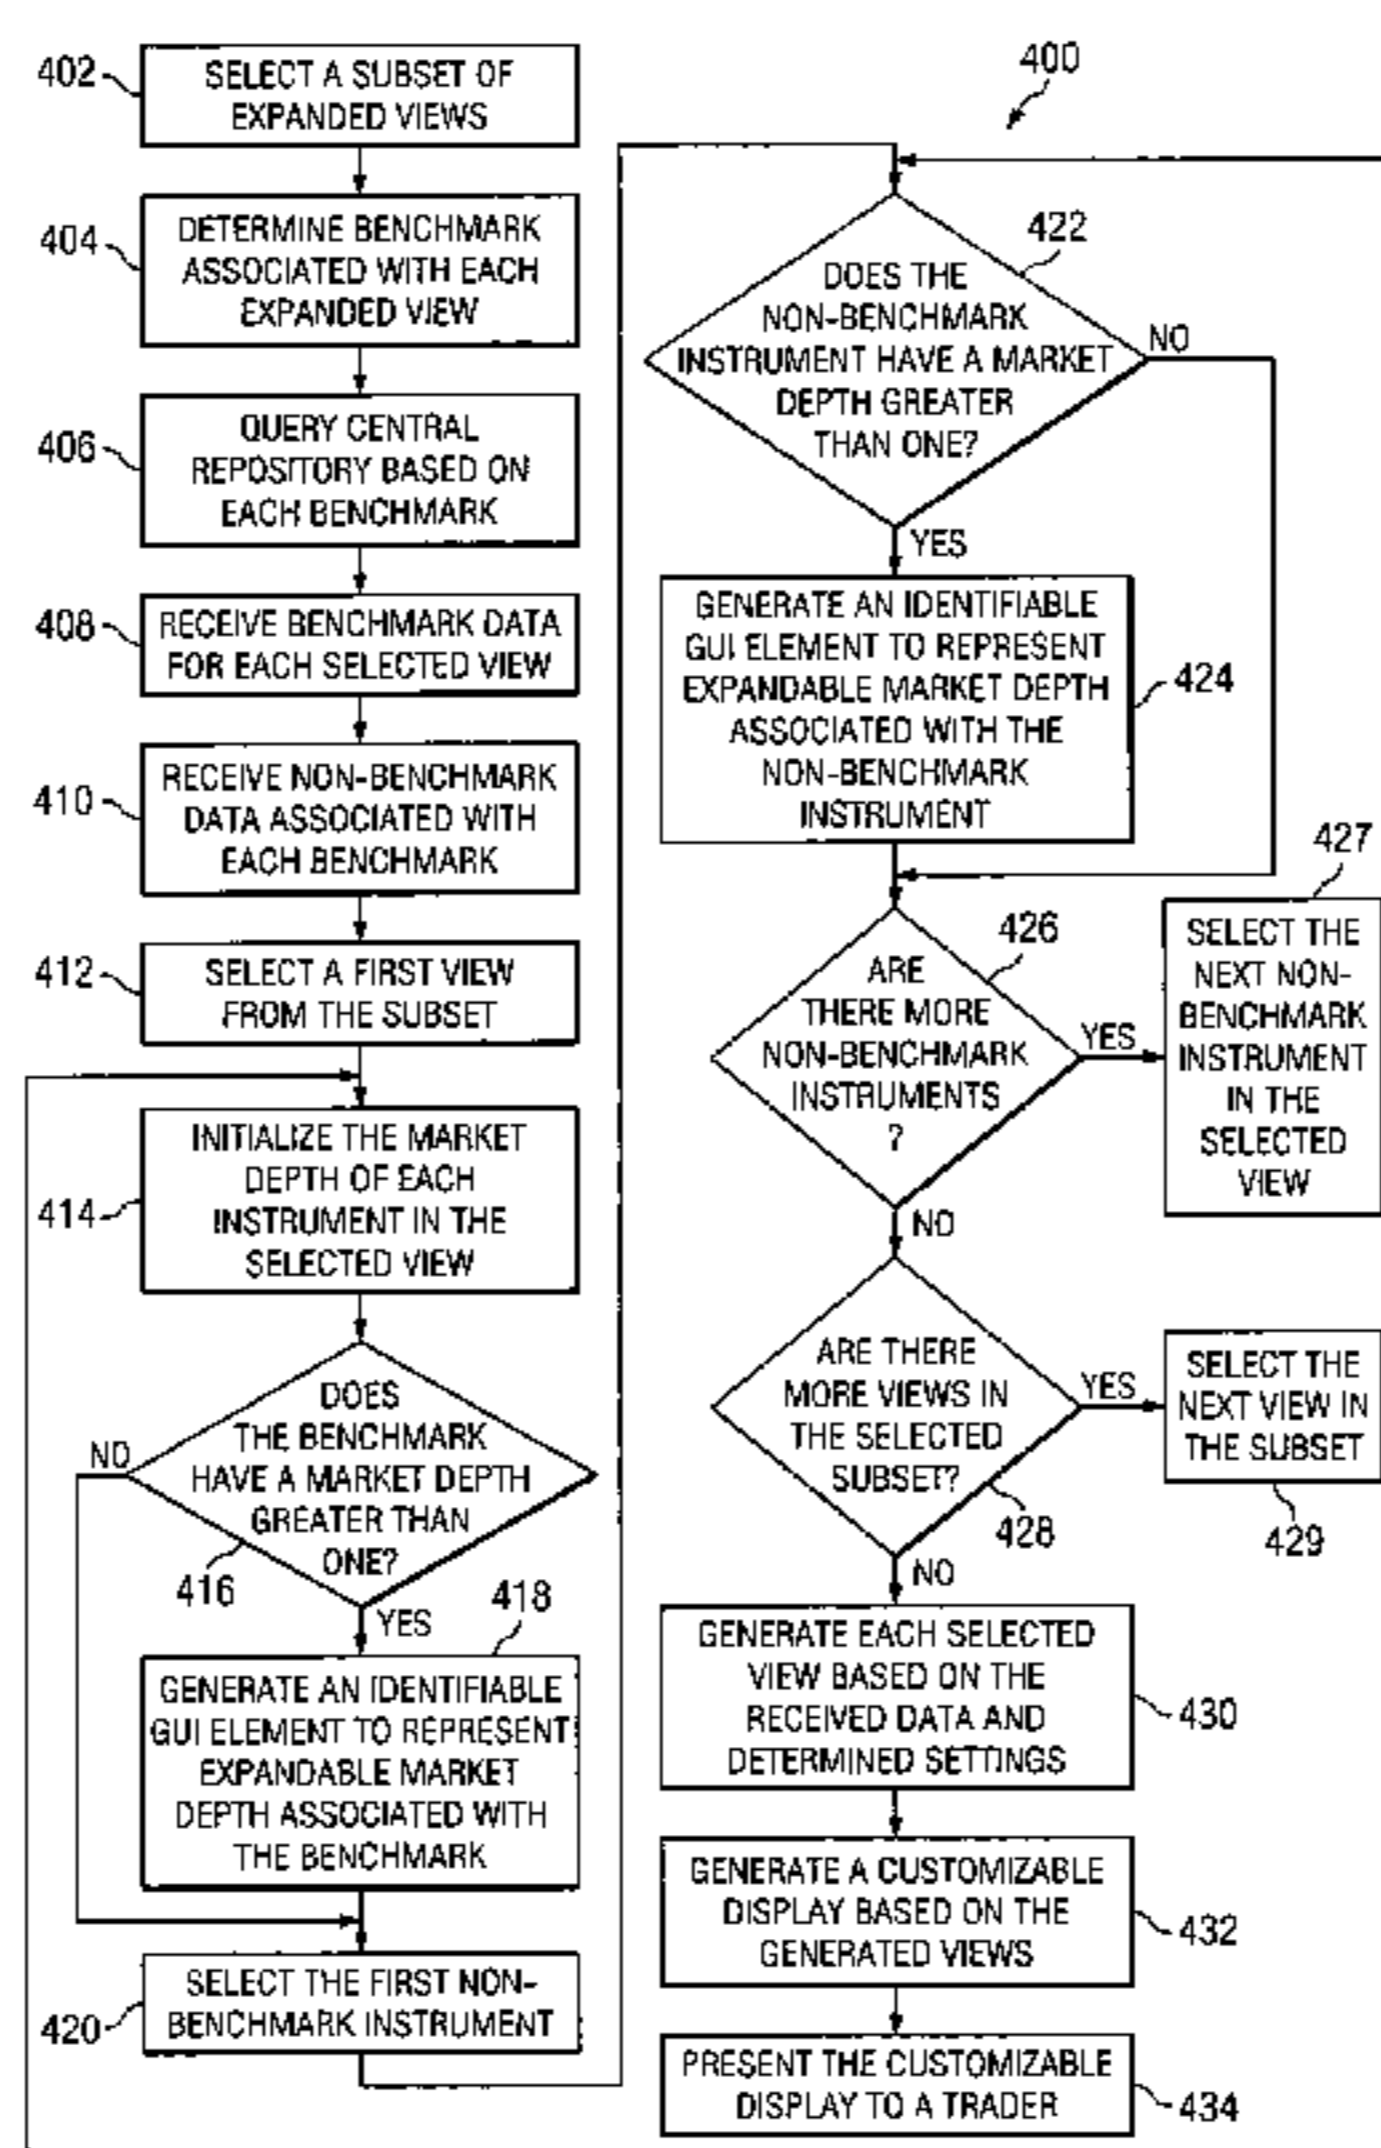 402
SELECT A SUBSET OF
EXPANDED VIEWS
404
DETERMINE BENCHMARK
ASSOCIATED WITH EACH
EXPANDED VIEW
406
QUERY CENTRAL
REPOSITORY BASED ON
EACH BENCHMARK
408
RECEIVE BENCHMARK DATA
FOR EACH SELECTED VIEW
410
RECEIVE NON-BENCHMARK
DATA ASSOCIATED WITH
EACH BENCHMARK
412
SELECT A FIRST VIEW
FROM THE SUBSET
414
INITIALIZE THE MARKET
DEPTH OF EACH
INSTRUMENT IN THE
SELECTED VIEW
DOES
THE BENCHMARK
HAVE A MARKET DEPTH
GREATER THAN
ONE?
NO
416
YES
418
GENERATE AN IDENTIFIABLE
GUI ELEMENT TO REPRESENT
EXPANDABLE MARKET
DEPTH ASSOCIATED WITH
THE BENCHMARK
420
SELECT THE FIRST NON-
BENCHMARK INSTRUMENT
400
422
DOES THE
NON-BENCHMARK
INSTRUMENT HAVE A MARKET
DEPTH GREATER
THAN ONE?
NO
YES
GENERATE AN IDENTIFIABLE
GUI ELEMENT TO REPRESENT
EXPANDABLE MARKET DEPTH
ASSOCIATED WITH THE
NON-BENCHMARK
INSTRUMENT
424
426
ARE
THERE MORE
NON-BENCHMARK
INSTRUMENTS
?
YES
NO
427
SELECT THE
NEXT NON-
BENCHMARK
INSTRUMENT
IN THE
SELECTED
VIEW
ARE THERE
MORE VIEWS IN
THE SELECTED
SUBSET?
428
YES
NO
SELECT THE
NEXT VIEW IN
THE SUBSET
429
GENERATE EACH SELECTED
VIEW BASED ON THE
RECEIVED DATA AND
DETERMINED SETTINGS
430
GENERATE A CUSTOMIZABLE
DISPLAY BASED ON THE
GENERATED VIEWS
432
PRESENT THE CUSTOMIZABLE
DISPLAY TO A TRADER
434